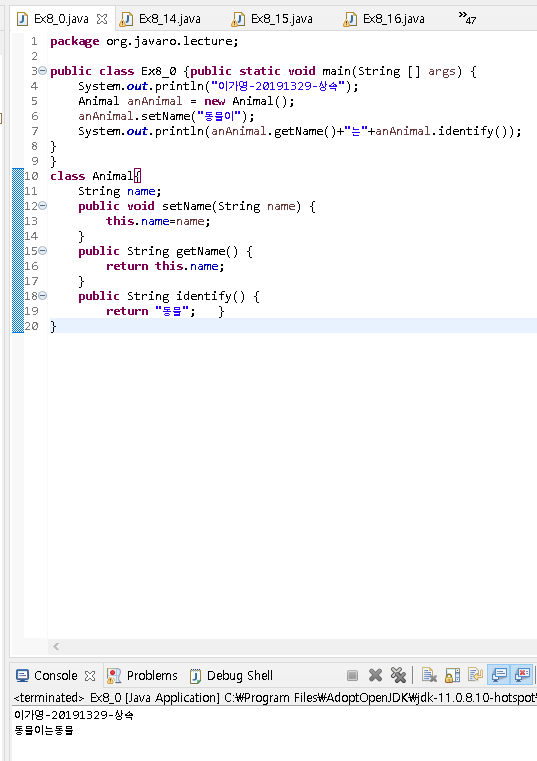 Ex8_0.java Ex8_14.java Ex8_15.java Ex8_16.java »47
1 package org.javaro.lecture;
2
3 public class Ex8_0 {public static void main(String [] args) {
4 System.out.println("이가영-20191329-상속");
5 Animal anAnimal = new Animal();
6 anAnimal.setName("동물이");
7 System.out.println(anAnimal.getName()+"는"+anAnimal.identify());
8 }
9 }
10 class Animal{
11 String name;
12 public void setName(String name) {
13 this.name=name;
14 }
15 public String getName() {
16 return this.name;
17 }
18 public String identify() {
19 return "동물"; }
20 }
Console Problems Debug Shell
<terminated> Ex8_0 [Java Application] C:₩Program Files₩AdoptOpenJDK₩jdk-11.0.8.10-hotspot₩
이가영-20191329-상속
동물이는동물